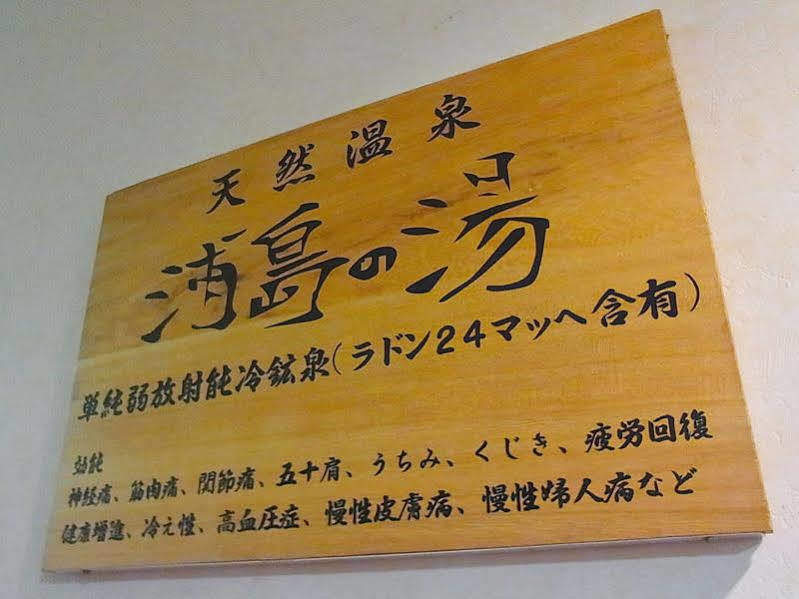 天然温泉
浦島の湯
単純弱放射能冷鉱泉(ラドン24マッヘ含有)
効能
神経痛、筋肉痛、関節痛、五十肩、うちみ、くじき、疲労回復
健康増進、冷え性、高血圧症、慢性皮膚病、慢性婦人病など